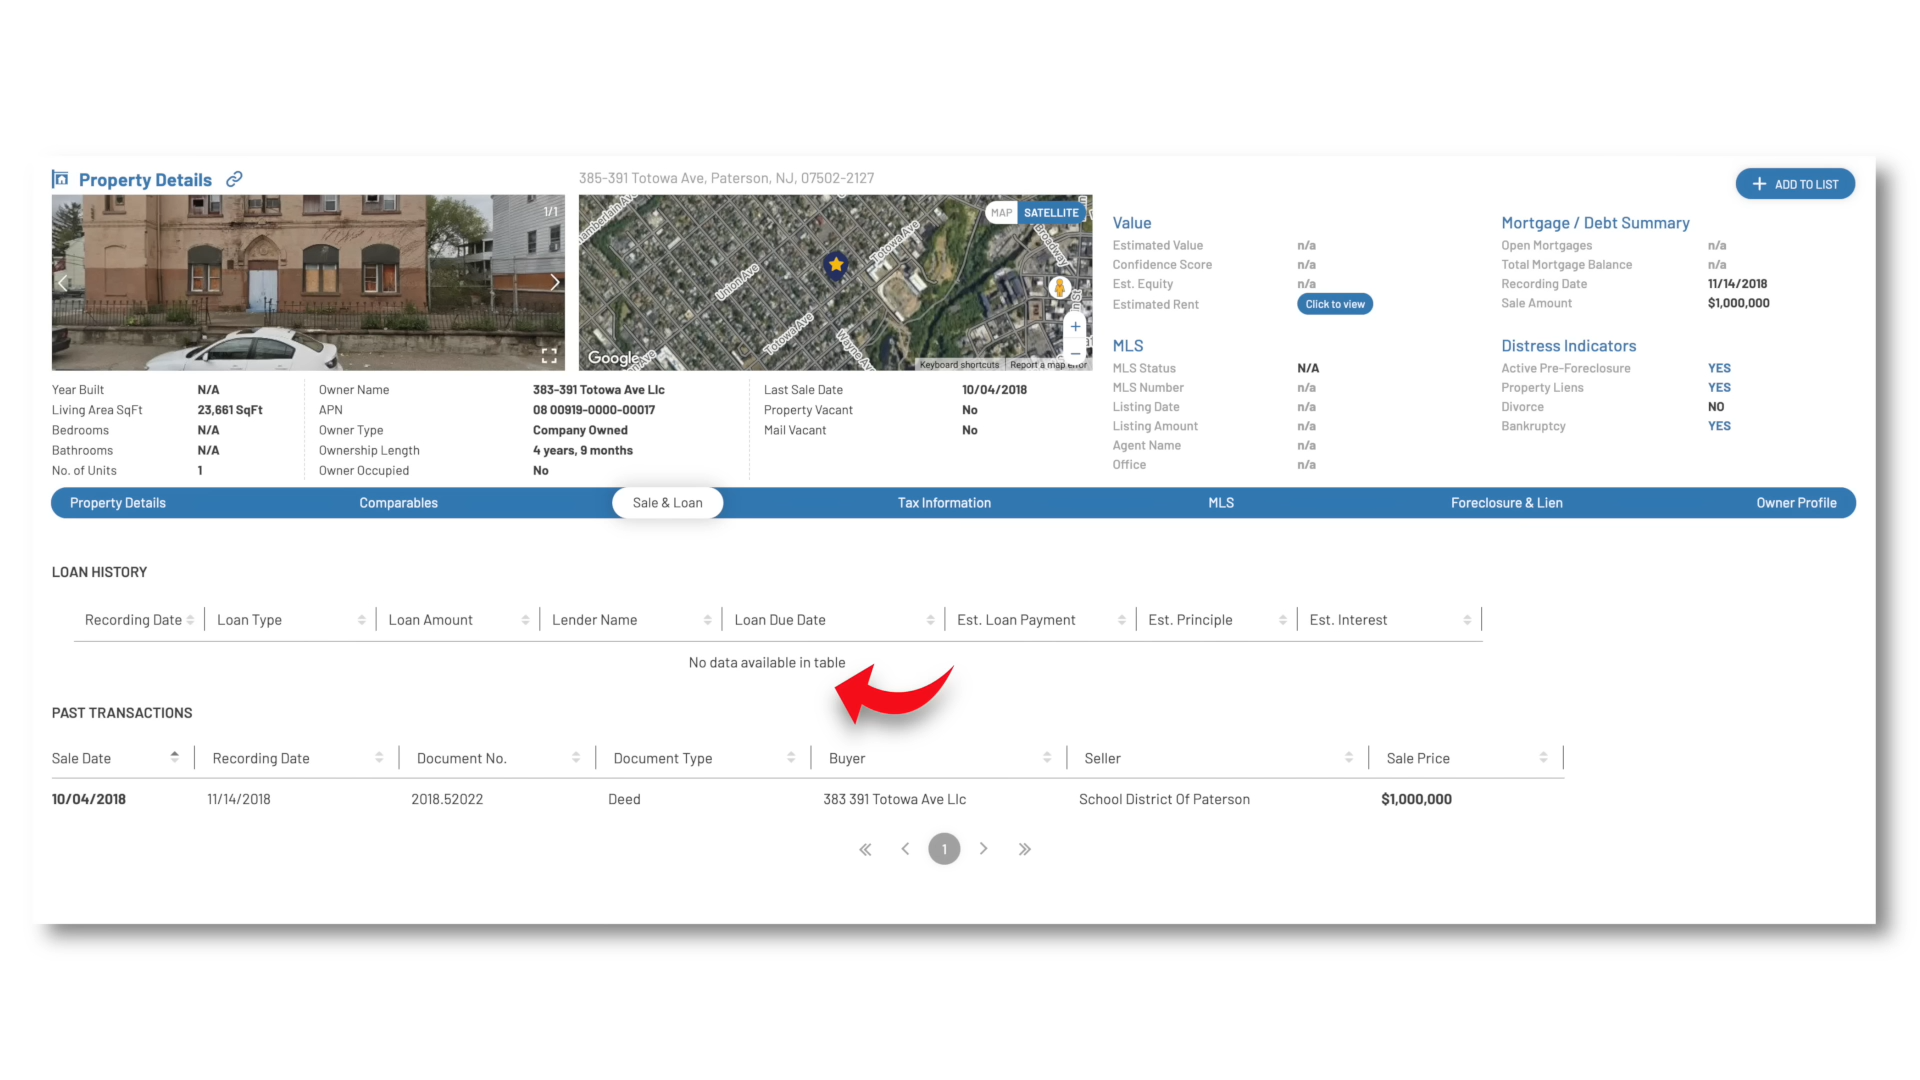 Property Details
385-391 Totowa Ave, Paterson, NJ, 07502-2127
ADD TO LIST
1/1
MAP SATELLITE
Totowa Ave
Union Ave
Totowa Ave
Wayne Av
Broadway
Google
Keyboard shortcuts
Report a map error
Value
Estimated Value n/a
Confidence Score n/a
Est. Equity n/a
Estimated Rent Click to view
Mortgage / Debt Summary
Open Mortgages n/a
Total Mortgage Balance n/a
Recording Date 11/14/2018
Sale Amount $1,000,000
MLS
MLS Status N/A
MLS Number n/a
Listing Date n/a
Listing Amount n/a
Agent Name n/a
Office n/a
Distress Indicators
Active Pre-Foreclosure YES
Property Liens YES
Divorce NO
Bankruptcy YES
Year Built N/A
Living Area SqFt 23,661 SqFt
Bedrooms N/A
Bathrooms N/A
No. of Units 1
Owner Name 383-391 Totowa Ave Llc
APN 08 00919-0000-00017
Owner Type Company Owned
Ownership Length 4 years, 9 months
Owner Occupied No
Last Sale Date 10/04/2018
Property Vacant No
Mail Vacant No
Property Details Comparables Sale & Loan Tax Information MLS Foreclosure & Lien Owner Profile
LOAN HISTORY
Recording Date Loan Type Loan Amount Lender Name Loan Due Date Est. Loan Payment Est. Principle Est. Interest
No data available in table
PAST TRANSACTIONS
Sale Date Recording Date Document No. Document Type Buyer Seller Sale Price
10/04/2018 11/14/2018 2018.52022 Deed 383 391 Totowa Ave Llc School District Of Paterson $1,000,000
1